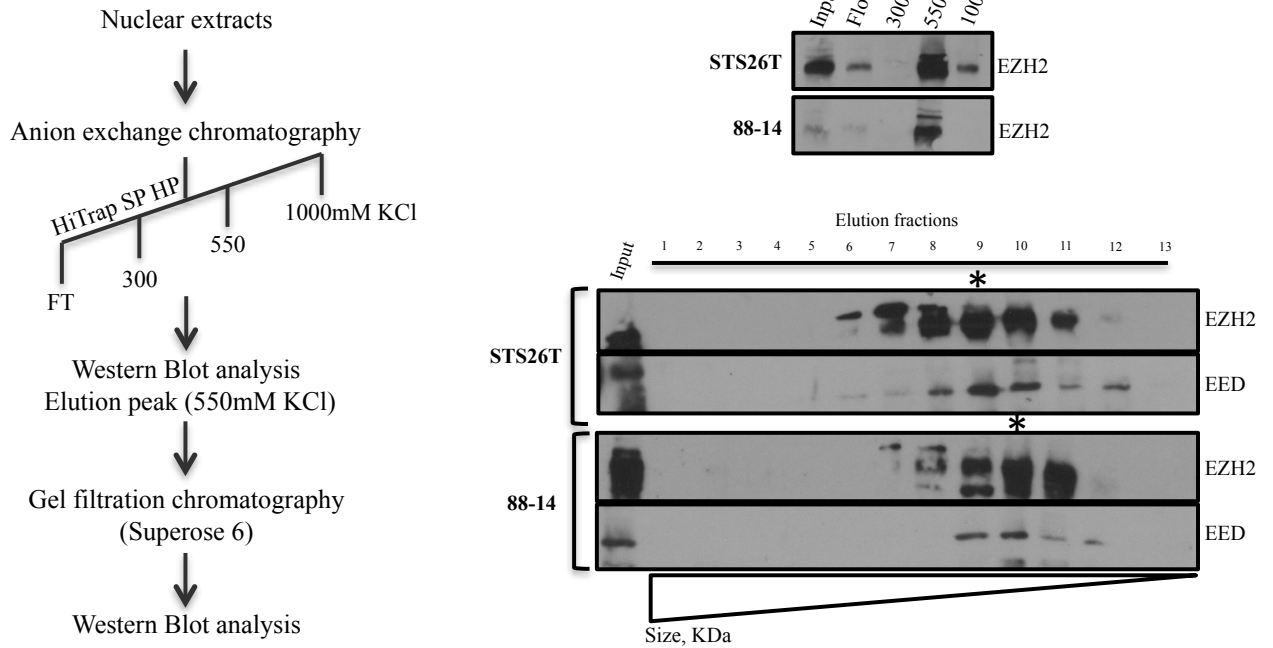 Nuclear extracts
Anion exchange chromatography
HiTrap SP HP
FT
300
550
1000mM KCl
Western Blot analysis
Elution peak (550mM KCl)
Gel filtration chromatography
(Superose 6)
Western Blot analysis
300
550
STS26T
EZH2
88-14
EZH2
Elution fractions
Input
1 2 3 4 5 6 7 8 9 10 11 12 13
*
STS26T
EZH2
EED
*
88-14
EZH2
EED
Size, KDa